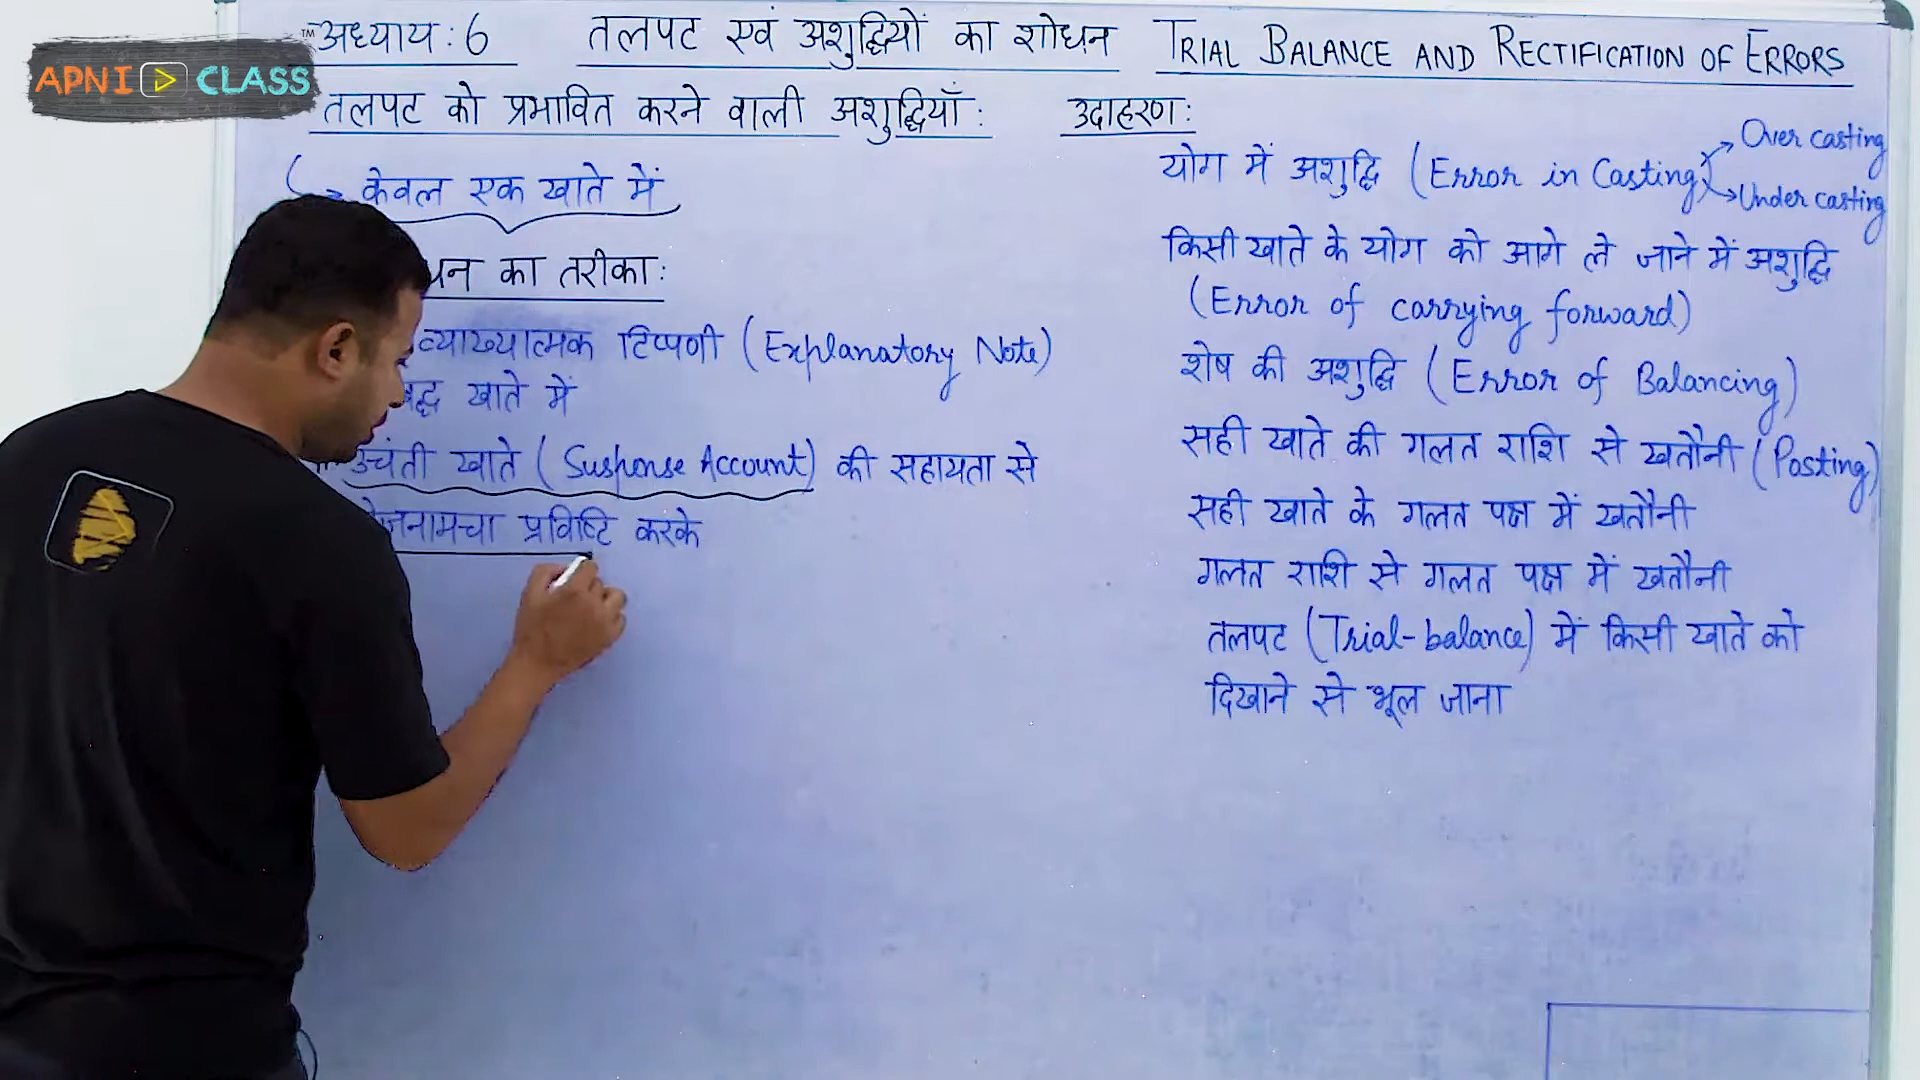 अध्याय: 6 तलपट एवं अशुद्धियों का शोधन TRIAL BALANCE AND RECTIFICATION OF ERRORS
APNI CLASS ™
तलपट को प्रभावित करने वाली अशुद्धियाँ:
केवल एक खाते में
का तरीका:
व्याख्यात्मक टिप्पणी (Explanatory Note)
खाते में
उचंती खाते (Suspense Account) की सहायता से
प्रविष्टि करके
उदाहरण:
योग में अशुद्धि (Error in Casting)
Over casting
Under casting
किसी खाते के योग को आगे ले जाने में अशुद्धि
(Error of carrying forward)
शेष की अशुद्धि (Error of Balancing)
सही खाते की गलत राशि से खतौनी (Posting)
सही खाते के गलत पक्ष में खतौनी
गलत राशि से गलत पक्ष में खतौनी
तलपट (Trial-balance) में किसी खाते को
दिखाने से भूल जाना